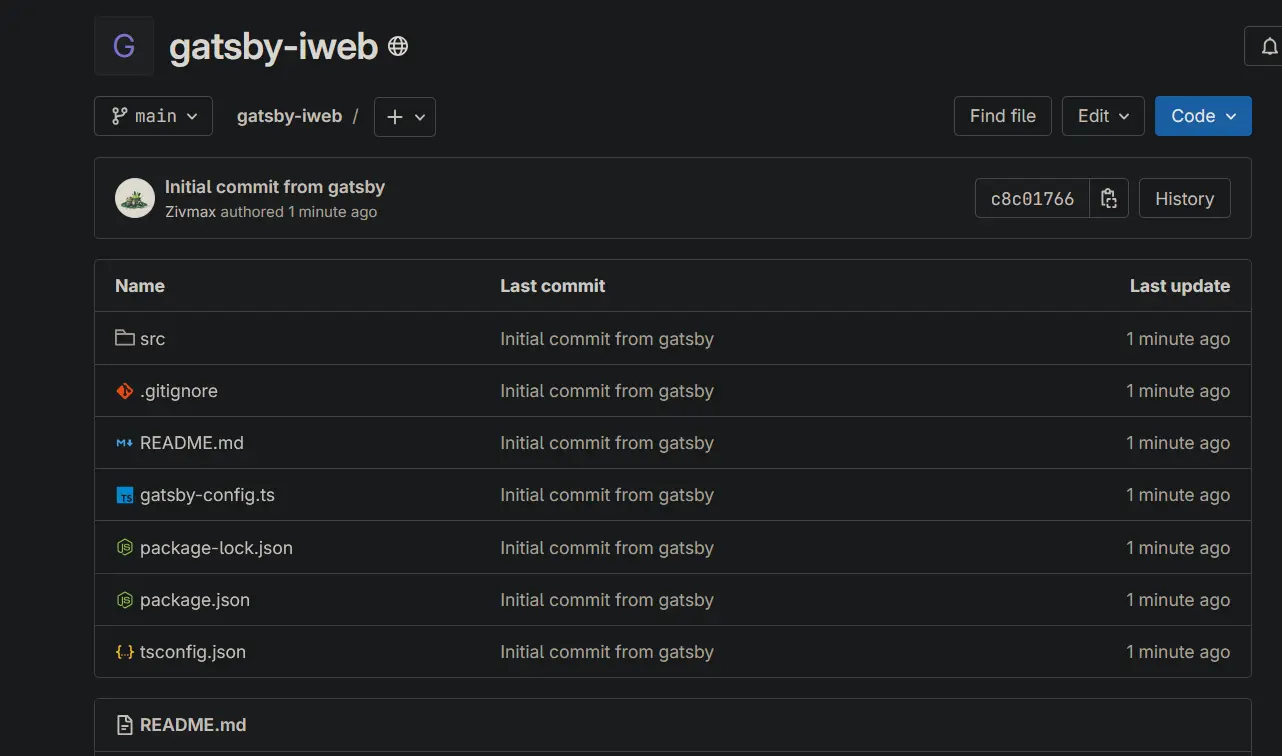 G gatsby-iweb
main gatsby-iweb / + Find file Edit Code
Initial commit from gatsby
Zivmax authored 1 minute ago
c8c01766 History
Name Last commit Last update
src Initial commit from gatsby 1 minute ago
.gitignore Initial commit from gatsby 1 minute ago
README.md Initial commit from gatsby 1 minute ago
gatsby-config.ts Initial commit from gatsby 1 minute ago
package-lock.json Initial commit from gatsby 1 minute ago
package.json Initial commit from gatsby 1 minute ago
tsconfig.json Initial commit from gatsby 1 minute ago
README.md